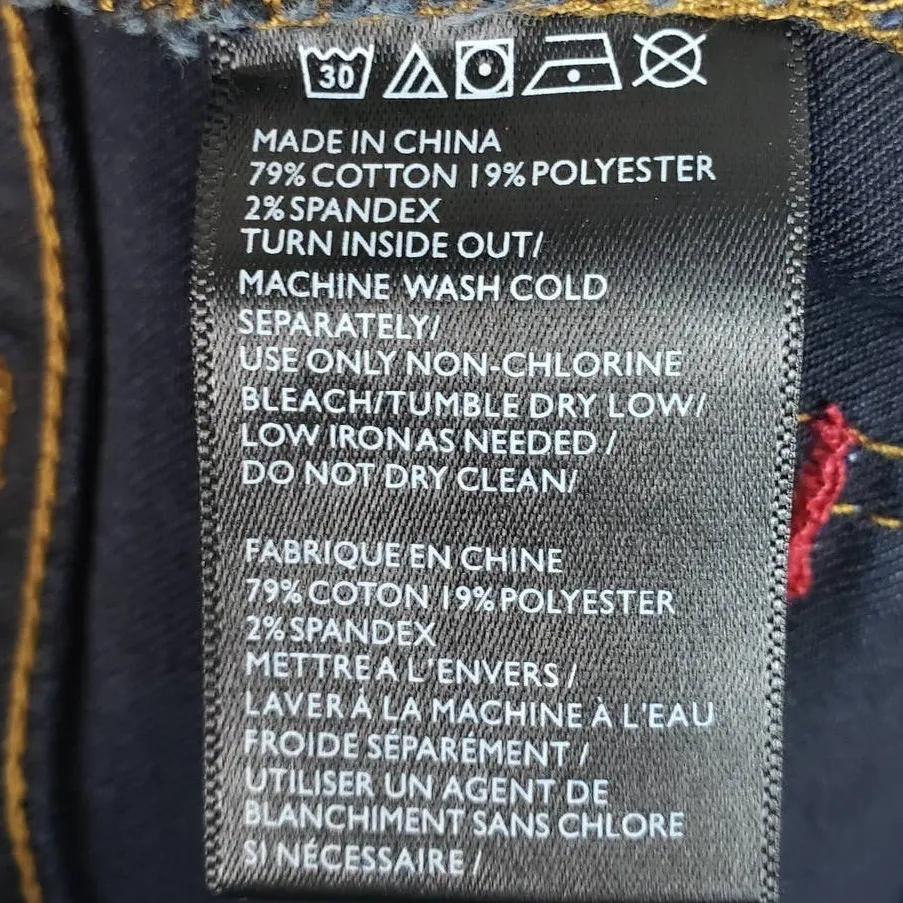 30
MADE IN CHINA
79% COTTON 19% POLYESTER
2% SPANDEX
TURN INSIDE OUT/
MACHINE WASH COLD
SEPARATELY/
USE ONLY NON-CHLORINE
BLEACH/TUMBLE DRY LOW/
LOW IRON AS NEEDED /
DO NOT DRY CLEAN/
FABRIQUE EN CHINE
79% COTON 19% POLYESTER
2% SPANDEX
METTRE A L'ENVERS /
LAVER À LA MACHINE À L'EAU
FROIDE SÉPARÉMENT /
UTILISER UN AGENT DE
BLANCHIMENT SANS CHLORE
SI NÉCESSAIRE /